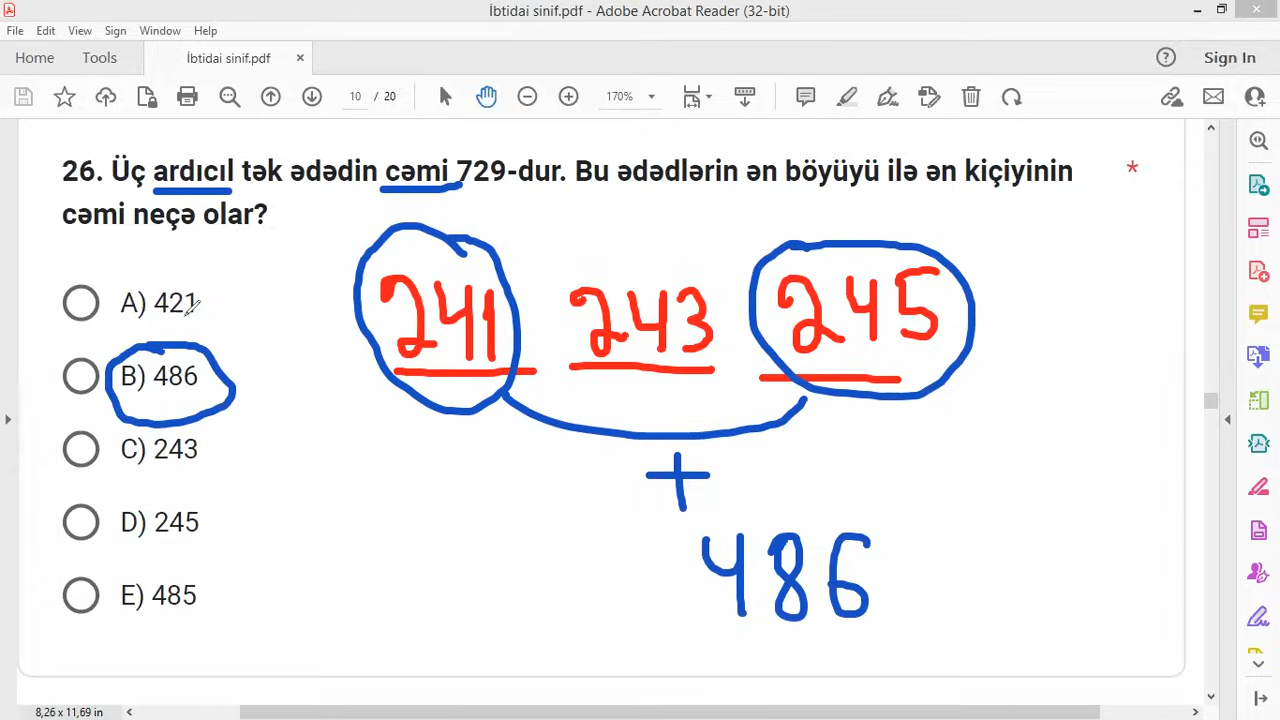 İbtidai sinif.pdf - Adobe Acrobat Reader (32-bit)
File Edit View Sign Window Help
Home Tools İbtidai sinif.pdf × ? Sign In
10 / 20 170%
26. Üç ardıcıl tək ədədin cəmi 729-dur. Bu ədədlərin ən böyüyü ilə ən kiçiyinin *
cəmi neçə olar?
241 243 245
A) 421
B) 486
C) 243
+
D) 245
486
E) 485
8,26 x 11,69 in